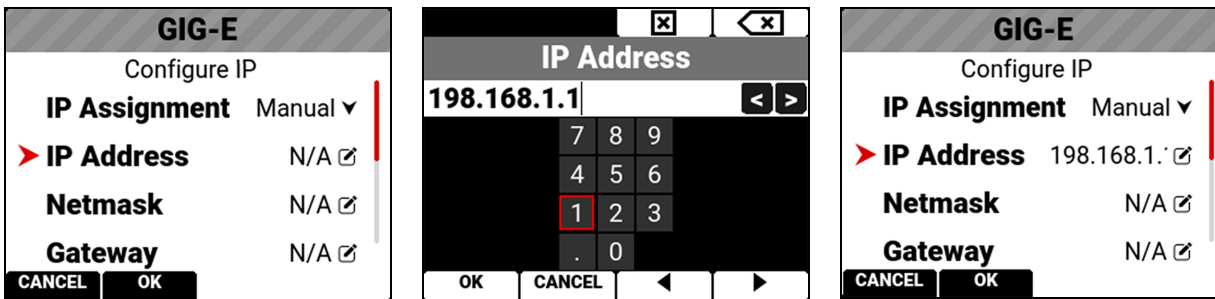 GIG-E
Configure IP
IP Assignment Manual
IP Address N/A
Netmask N/A
Gateway N/A
CANCEL OK
IP Address
198.168.1.1
< >
7 8 9
4 5 6
1 2 3
. 0
OK CANCEL
GIG-E
Configure IP
IP Assignment Manual
IP Address 198.168.1.
Netmask N/A
Gateway N/A
CANCEL OK